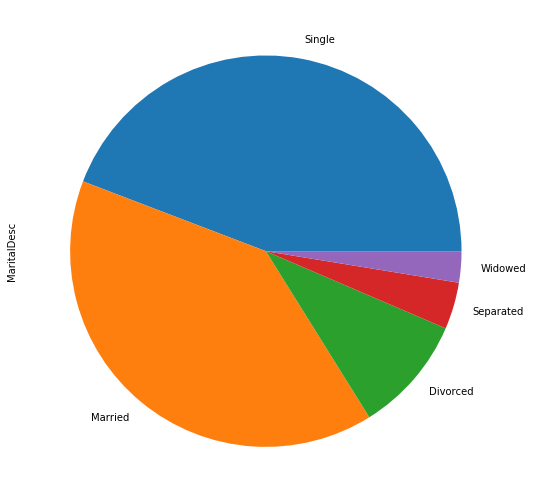 Single
MaritalDesc
Widowed
Separated
Divorced
Married